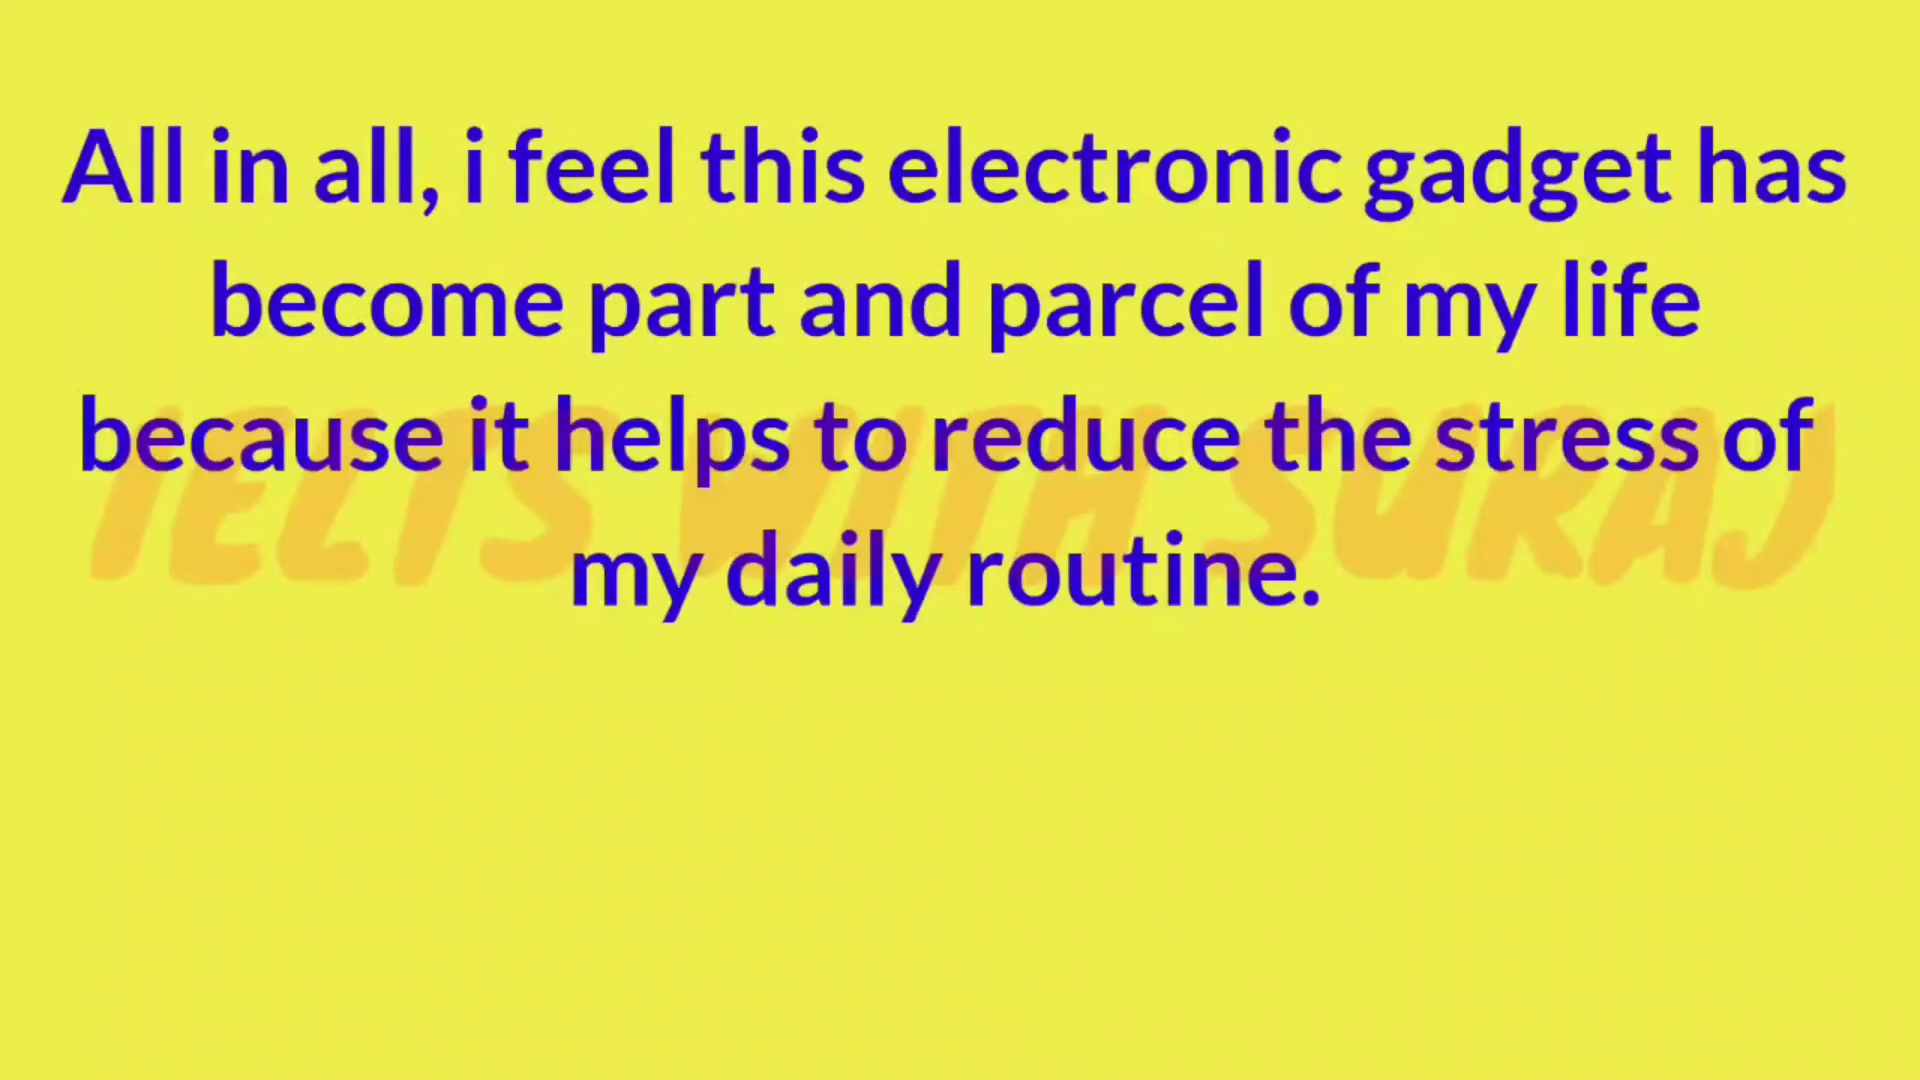 All in all, i feel this electronic gadget has
become part and parcel of my life
because it helps to reduce the stress of
my daily routine.
IELTS WITH SURAJ